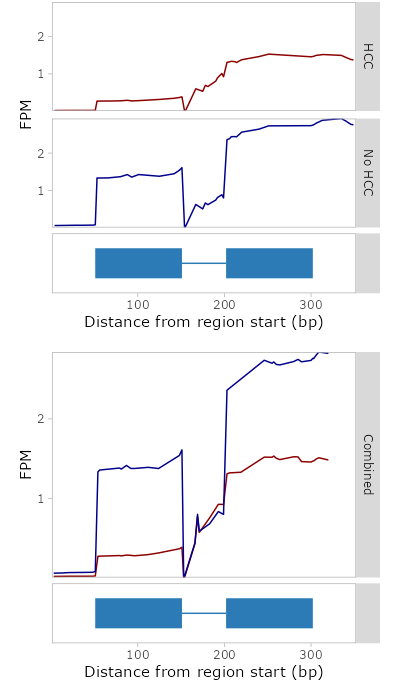 2
1
HCC
FPM
2
1
No HCC
100 200 300
Distance from region start (bp)
2
1
FPM
Combined
100 200 300
Distance from region start (bp)